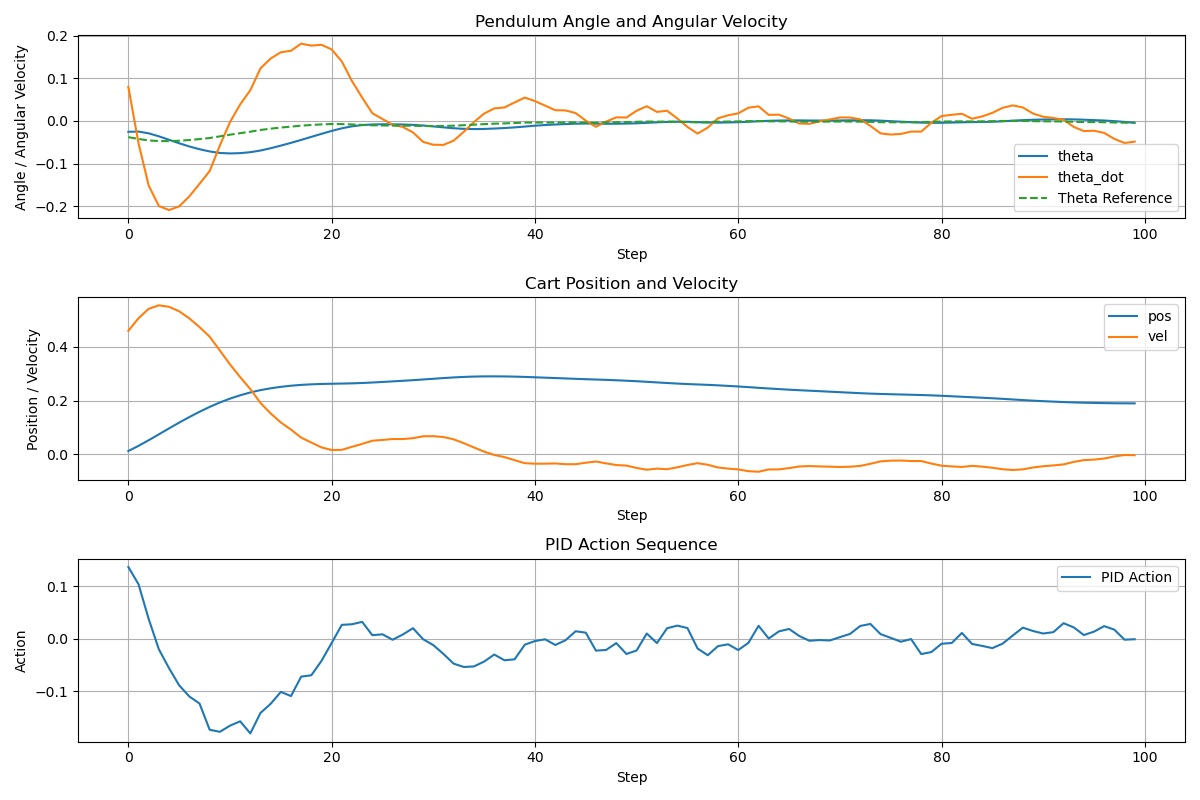 Pendulum Angle and Angular Velocity
Angle / Angular Velocity
0.2
0.1
0.0
−0.1
−0.2
theta
theta_dot
Theta Reference
0 20 40 60 80 100
Step
Cart Position and Velocity
Position / Velocity
0.4
0.2
0.0
pos
vel
0 20 40 60 80 100
Step
PID Action Sequence
Action
0.1
0.0
−0.1
PID Action
0 20 40 60 80 100
Step